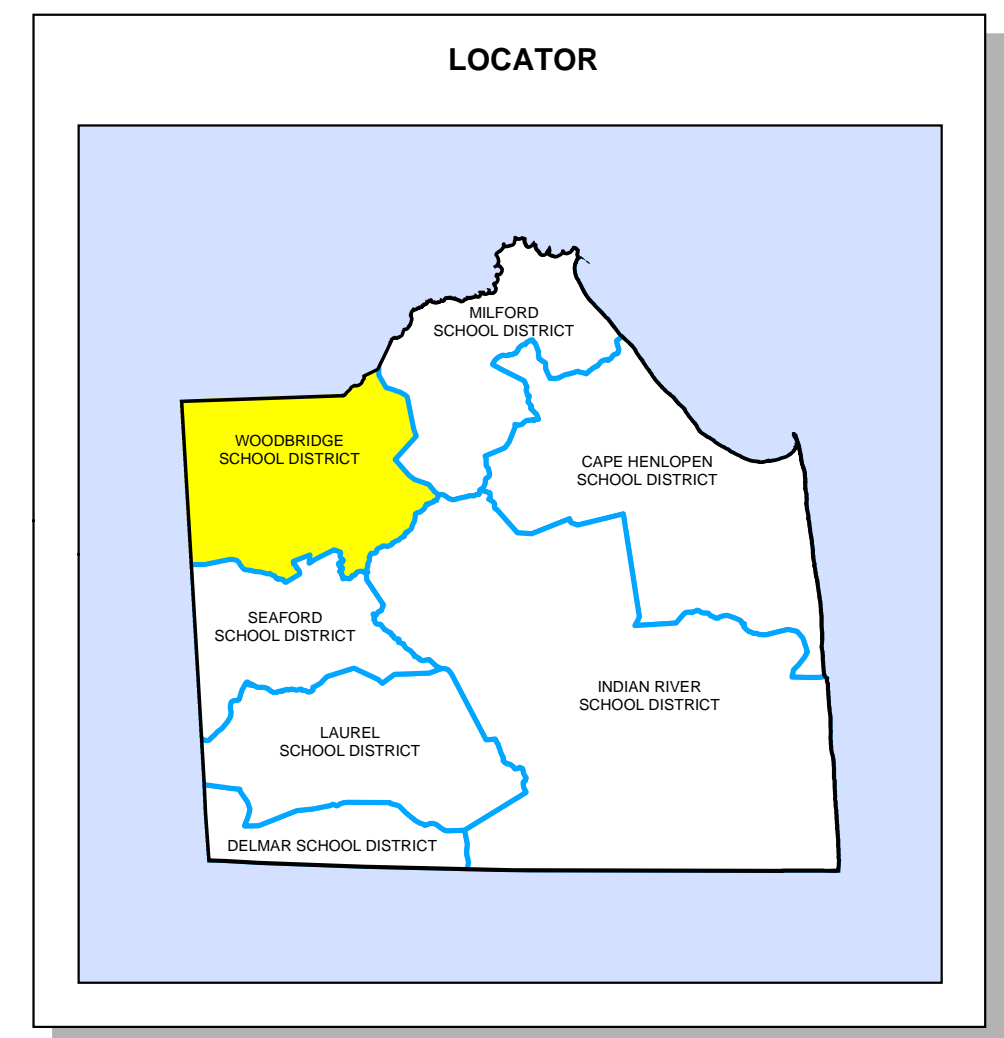 LOCATOR
MILFORD
SCHOOL DISTRICT
WOODBRIDGE
SCHOOL DISTRICT
CAPE HENLOPEN
SCHOOL DISTRICT
SEAFORD
SCHOOL DISTRICT
INDIAN RIVER
SCHOOL DISTRICT
LAUREL
SCHOOL DISTRICT
DELMAR SCHOOL DISTRICT